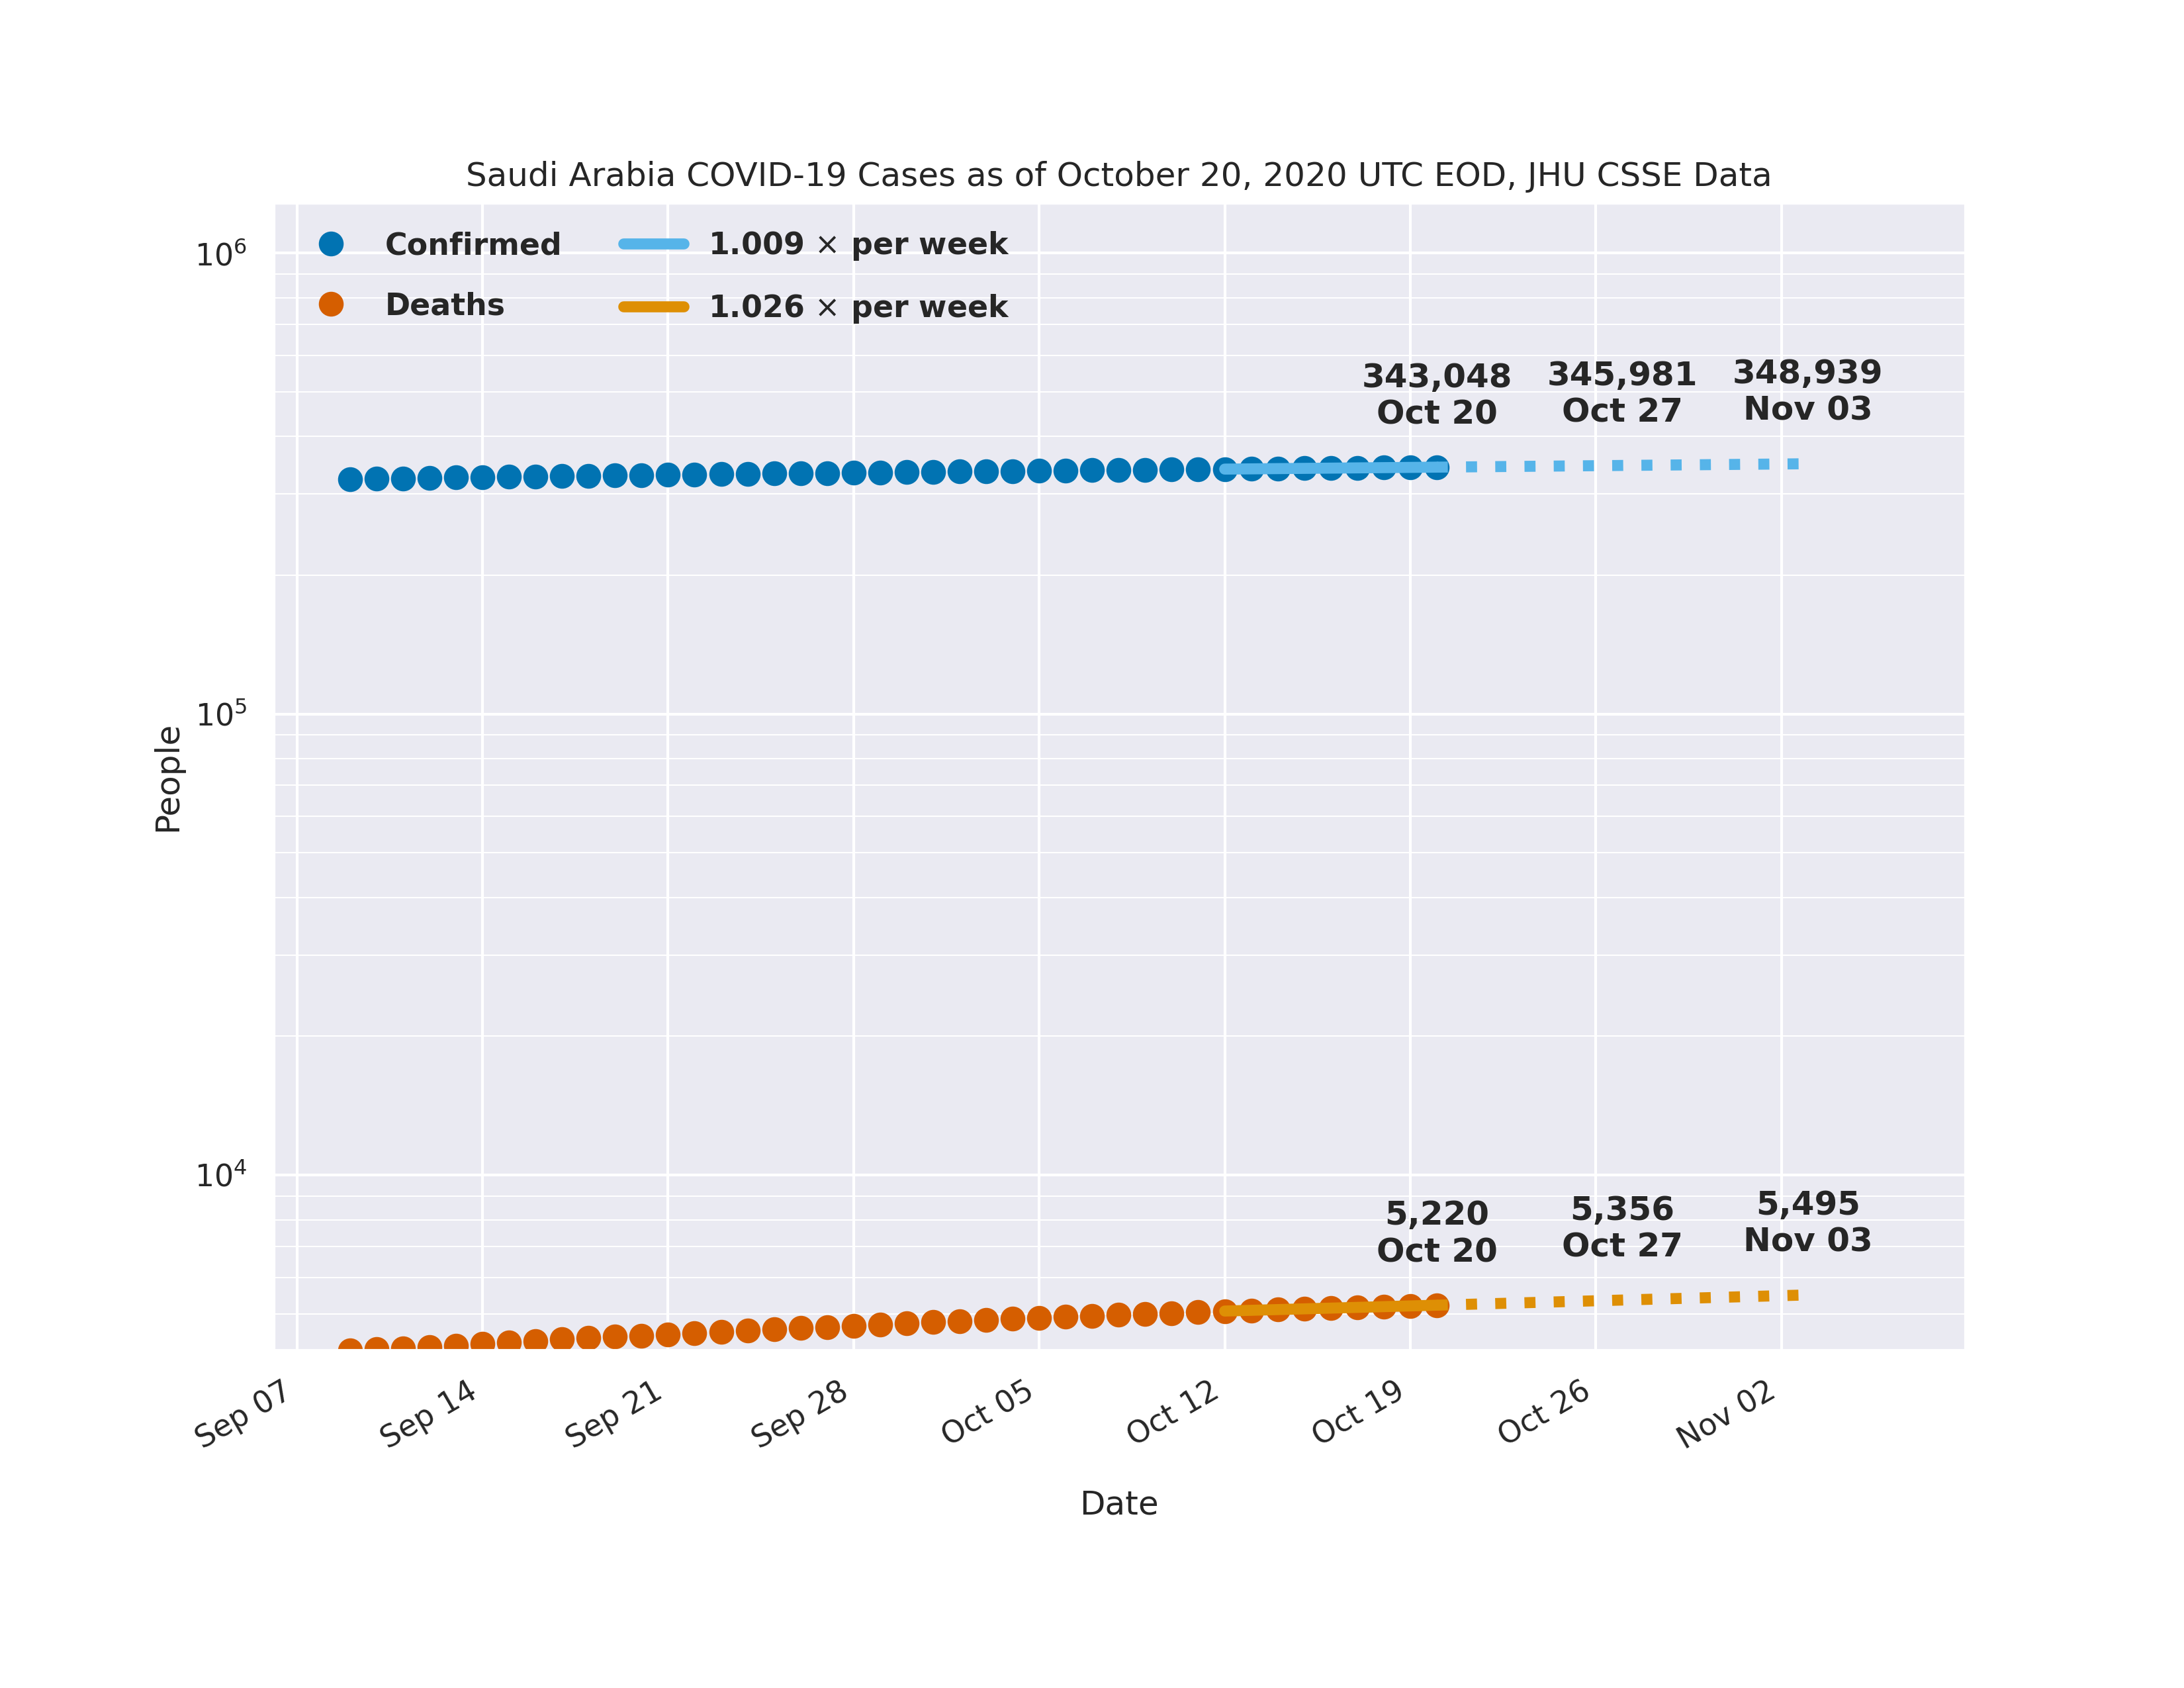 Saudi Arabia COVID-19 Cases as of October 20, 2020 UTC EOD, JHU CSSE Data
Confirmed
Deaths
1.009 × per week
1.026 × per week
10⁶
10⁵
10⁴
People
343,048
Oct 20
345,981
Oct 27
348,939
Nov 03
5,220
Oct 20
5,356
Oct 27
5,495
Nov 03
Sep 07
Sep 14
Sep 21
Sep 28
Oct 05
Oct 12
Oct 19
Oct 26
Nov 02
Date